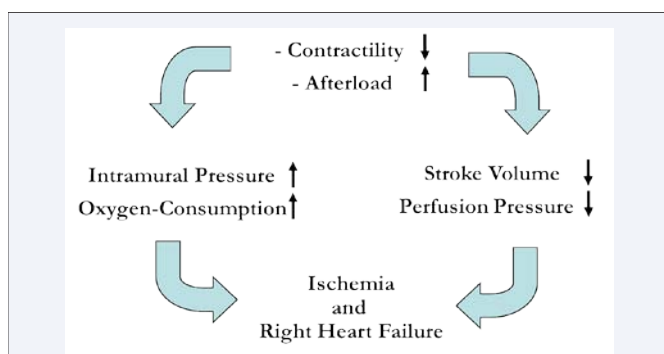 - Contractility ↓
- Afterload ↑
Intramural Pressure ↑
Oxygen-Consumption ↑
Stroke Volume ↓
Perfusion Pressure ↓
Ischemia
and
Right Heart Failure